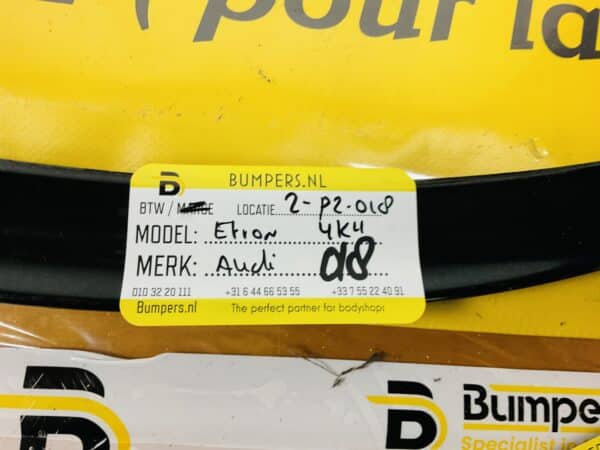 pour la
BUMPERS.NL
BTW / MARGE LOCATIE: 2-P2-018
MODEL: Etron 4K4
MERK: Audi a8
010 32 20 111 +31 6 44 66 53 55 +33 7 55 22 40 91
Bumpers.nl The perfect partner for bodyshops
Bumpe
Specialist in